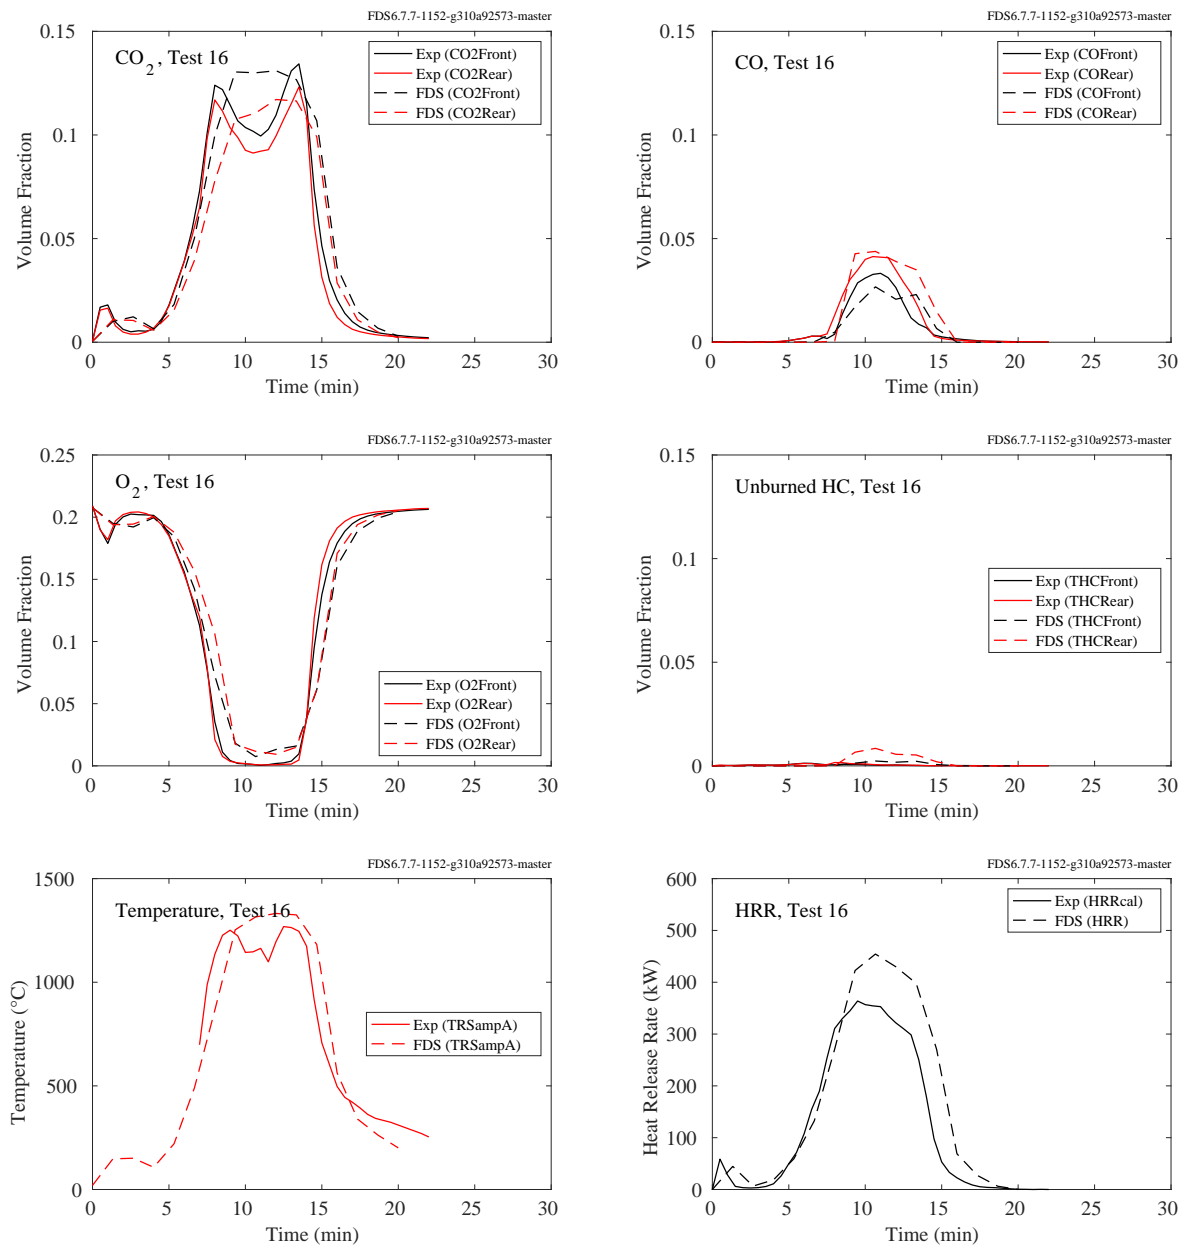 FDS6.7.7-1152-g310a92573-master
CO2, Test 16
Exp (CO2Front)
Exp (CO2Rear)
FDS (CO2Front)
FDS (CO2Rear)
Volume Fraction
0.15
0.1
0.05
0
0 5 10 15 20 25 30
Time (min)
FDS6.7.7-1152-g310a92573-master
CO, Test 16
Exp (COFront)
Exp (CORear)
FDS (COFront)
FDS (CORear)
Volume Fraction
0.15
0.1
0.05
0
0 5 10 15 20 25 30
Time (min)
FDS6.7.7-1152-g310a92573-master
O2, Test 16
Volume Fraction
0.25
0.2
0.15
0.1
0.05
0
Exp (O2Front)
Exp (O2Rear)
FDS (O2Front)
FDS (O2Rear)
0 5 10 15 20 25 30
Time (min)
FDS6.7.7-1152-g310a92573-master
Unburned HC, Test 16
Volume Fraction
0.15
0.1
0.05
0
Exp (THCFront)
Exp (THCRear)
FDS (THCFront)
FDS (THCRear)
0 5 10 15 20 25 30
Time (min)
FDS6.7.7-1152-g310a92573-master
Temperature, Test 16
Temperature (°C)
1500
1000
500
0
Exp (TRSampA)
FDS (TRSampA)
0 5 10 15 20 25 30
Time (min)
FDS6.7.7-1152-g310a92573-master
HRR, Test 16
Exp (HRRcal)
FDS (HRR)
Heat Release Rate (kW)
600
500
400
300
200
100
0
0 5 10 15 20 25 30
Time (min)